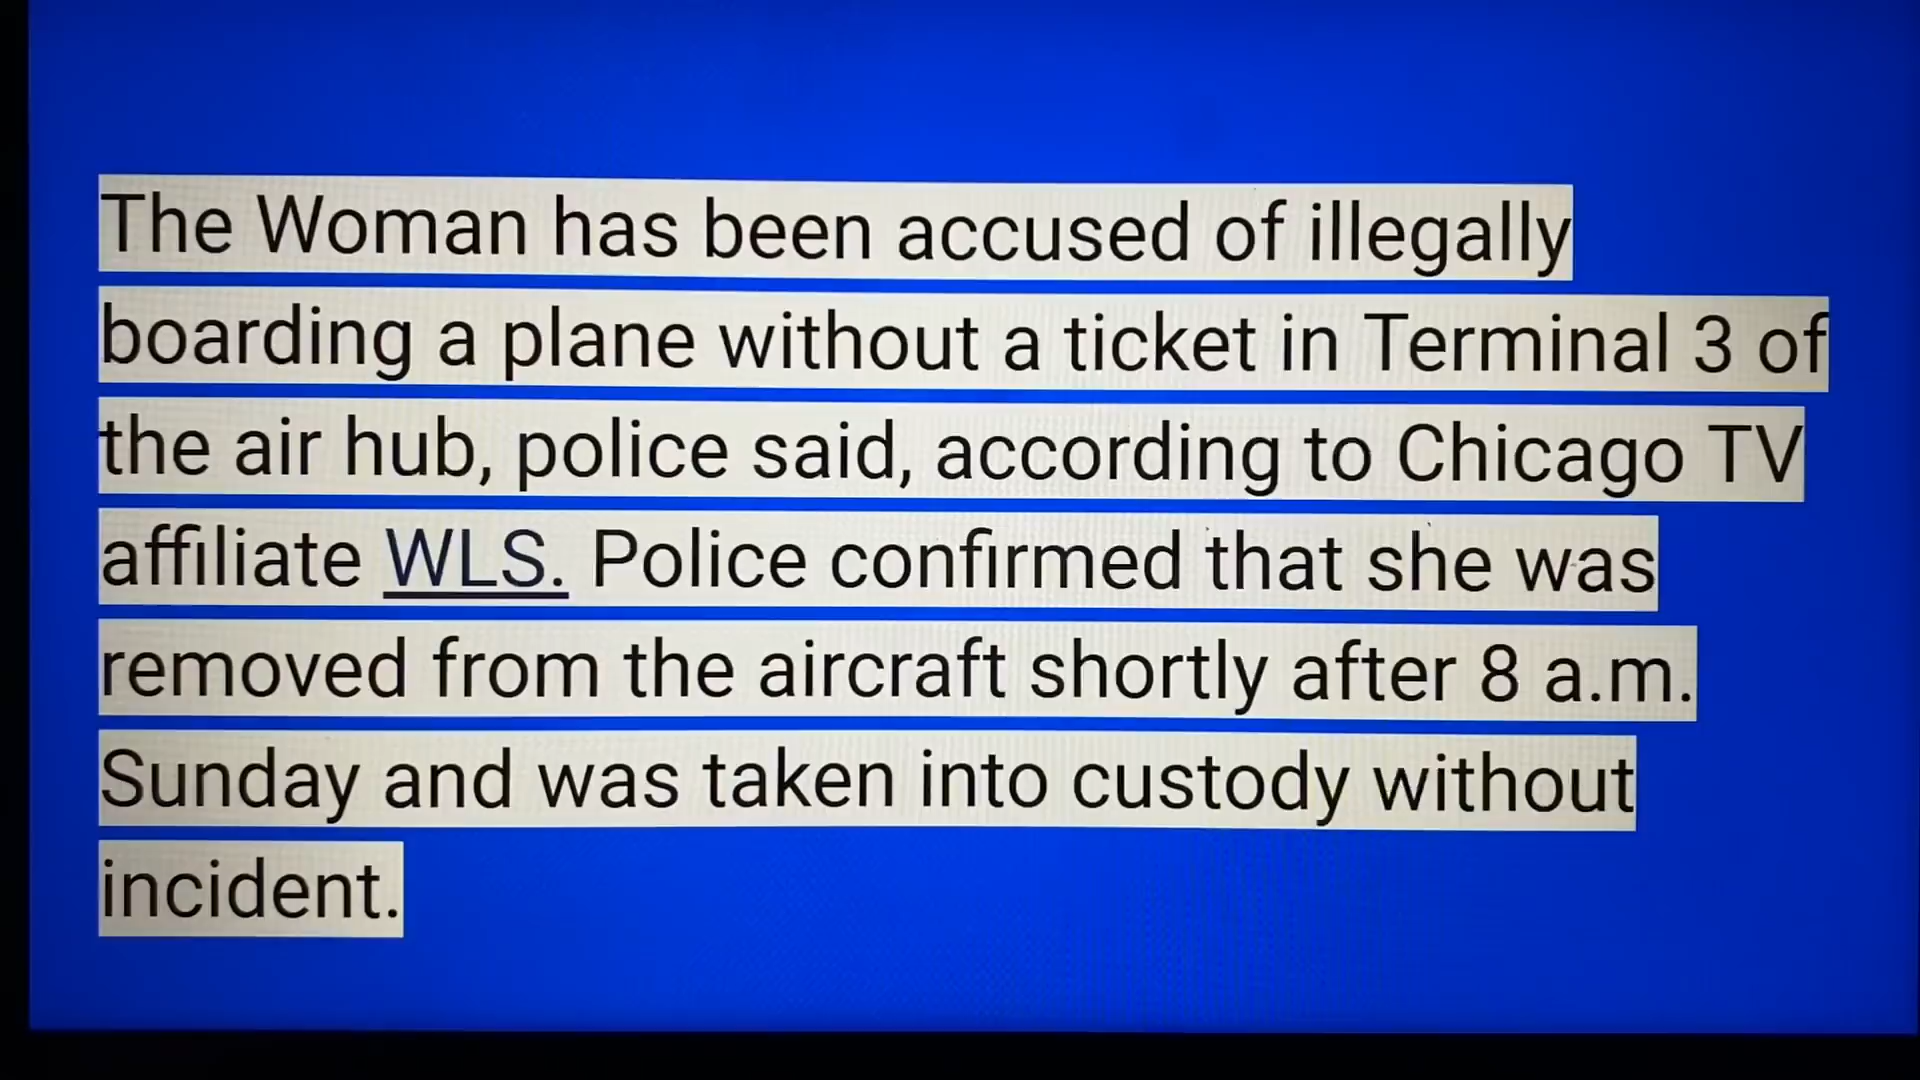 The Woman has been accused of illegally
boarding a plane without a ticket in Terminal 3 of
the air hub, police said, according to Chicago TV
affiliate WLS. Police confirmed that she was
removed from the aircraft shortly after 8 a.m.
Sunday and was taken into custody without
incident.